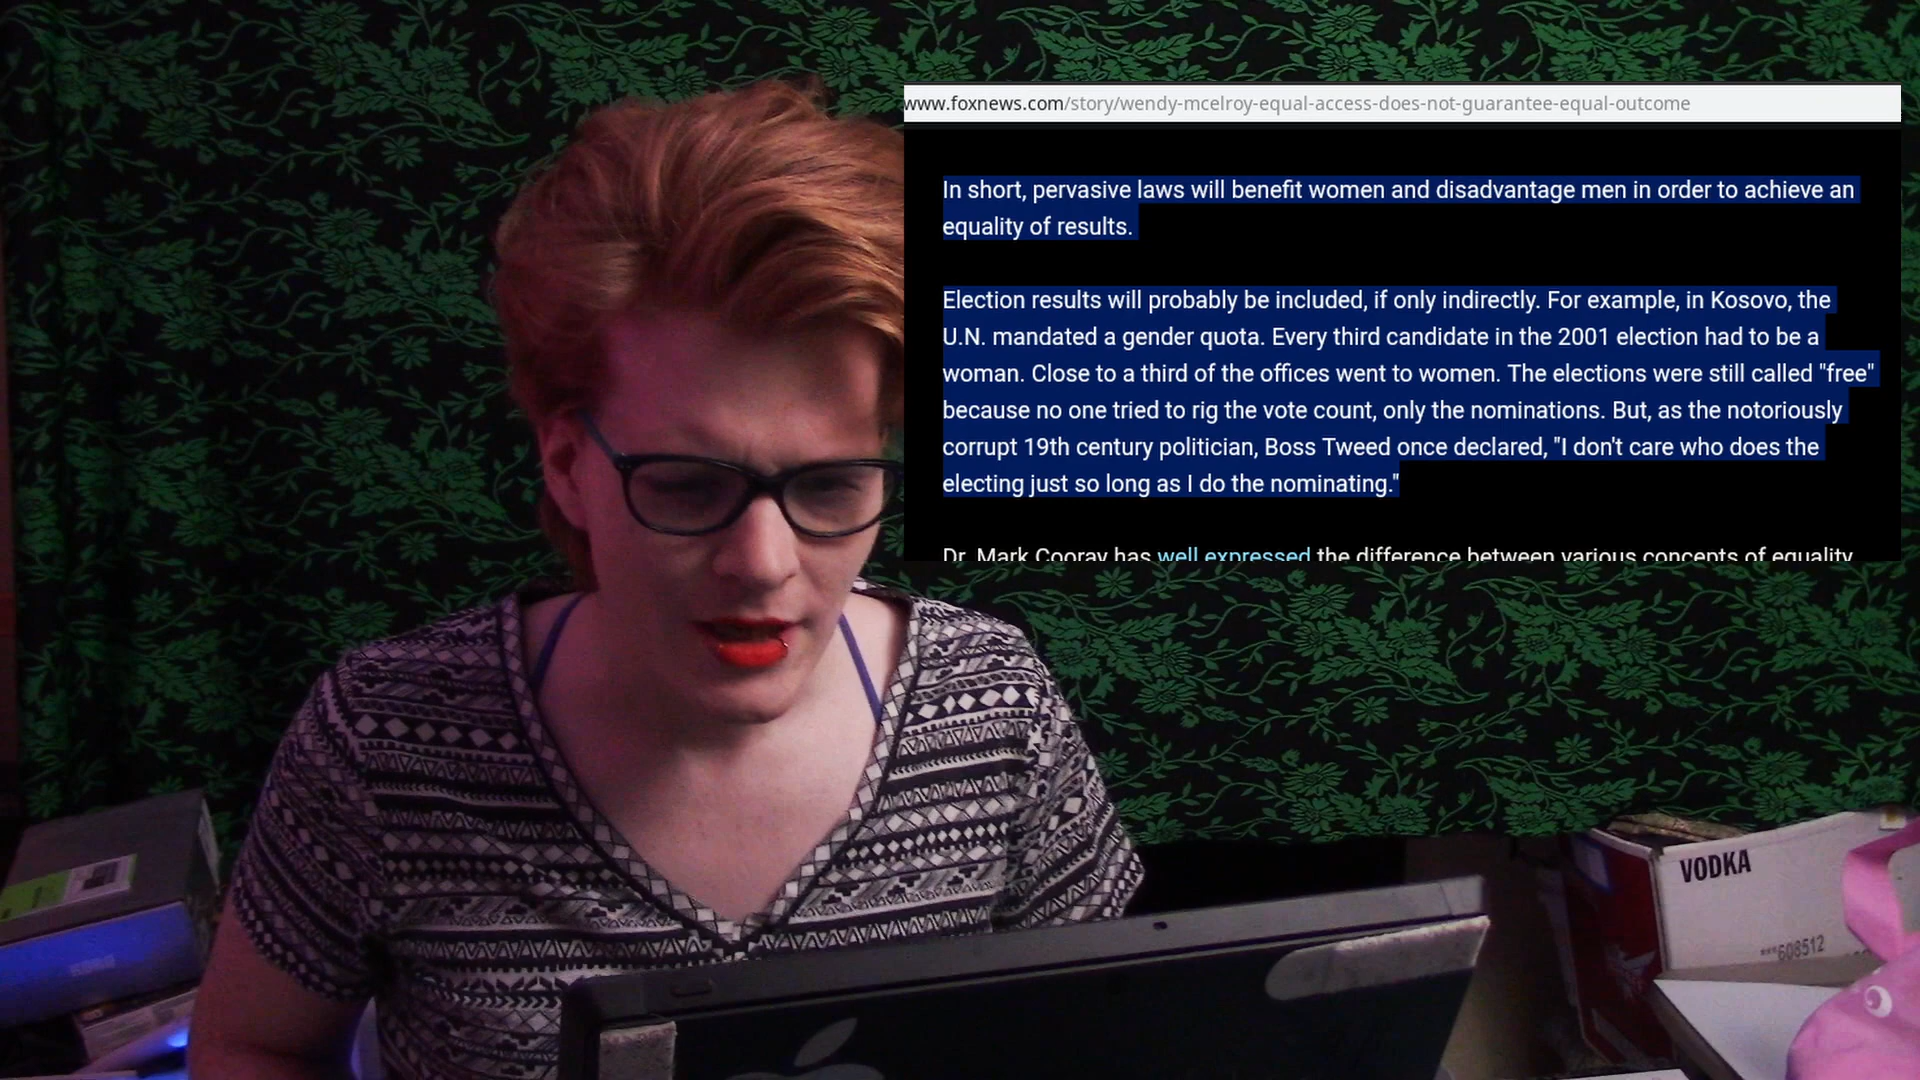 www.foxnews.com/story/wendy-mcelroy-equal-access-does-not-guarantee-equal-outcome
In short, pervasive laws will benefit women and disadvantage men in order to achieve an
equality of results.
Election results will probably be included, if only indirectly. For example, in Kosovo, the
U.N. mandated a gender quota. Every third candidate in the 2001 election had to be a
woman. Close to a third of the offices went to women. The elections were still called "free"
because no one tried to rig the vote count, only the nominations. But, as the notoriously
corrupt 19th century politician, Boss Tweed once declared, "I don't care who does the
electing just so long as I do the nominating."
Dr. Mark Cooray has well expressed the difference between various concepts of equality
VODKA
***608512